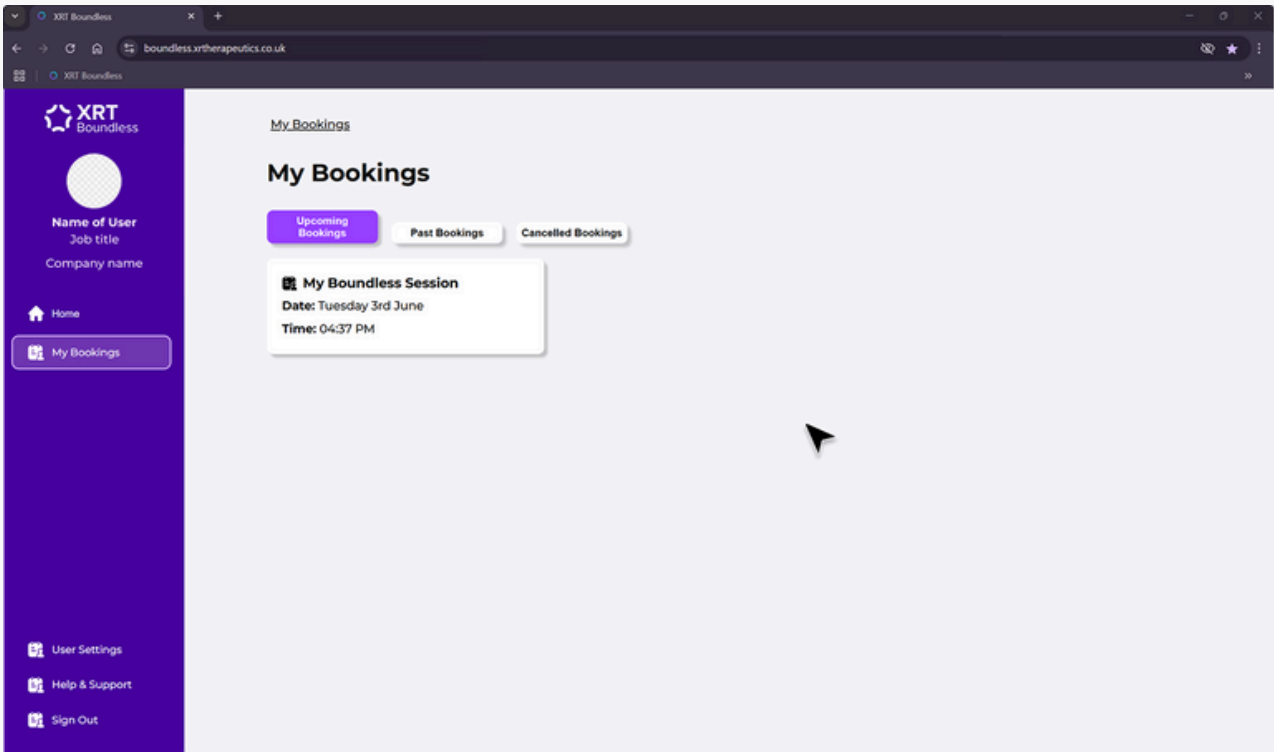 XRT Boundless
boundless.xrtherapeutics.co.uk
XRT Boundless
XRT
Boundless
Name of User
Job title
Company name
Home
My Bookings
User Settings
Help & Support
Sign Out
My Bookings
My Bookings
Upcoming
Bookings
Past Bookings
Cancelled Bookings
My Boundless Session
Date: Tuesday 3rd June
Time: 04:37 PM